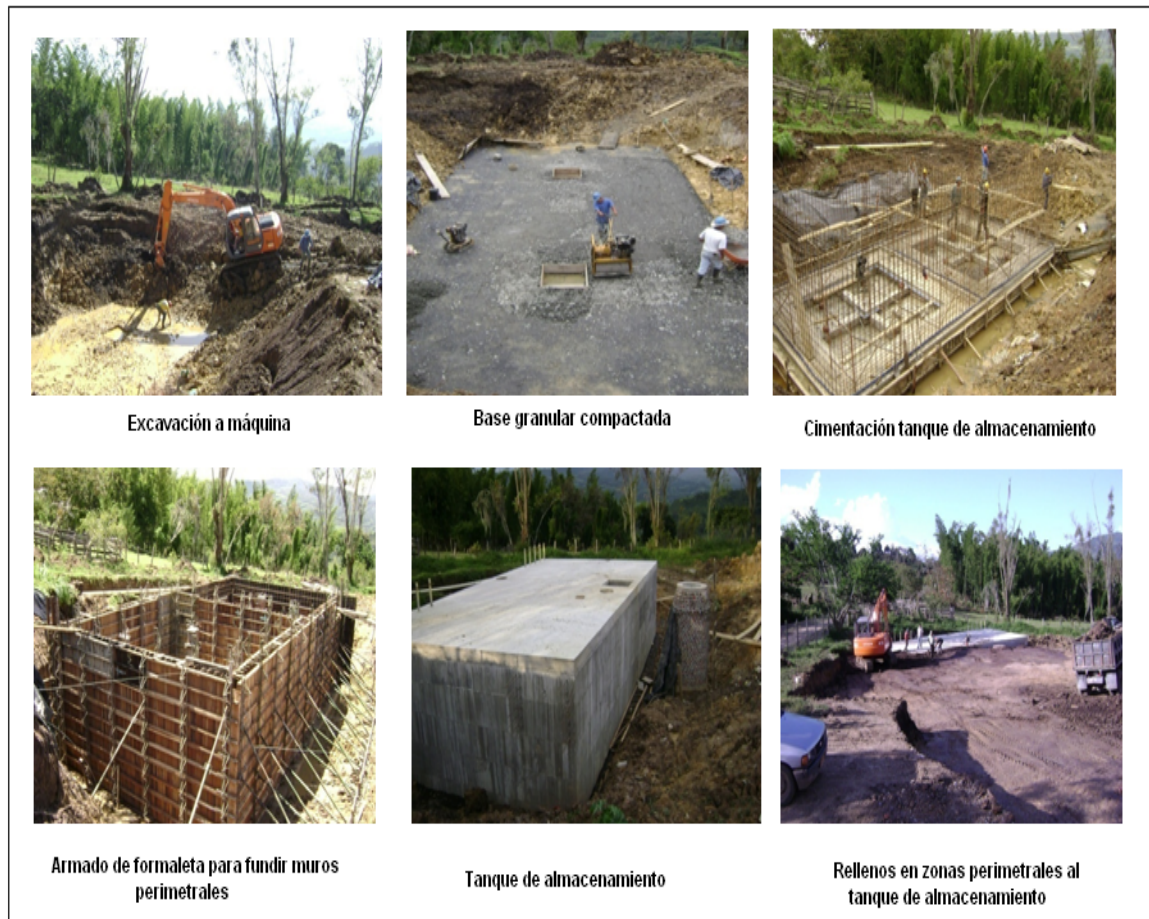 Excavación a máquina
Base granular compactada
Cimentación tanque de almacenamiento
Armado de formaleta para fundir muros
perimetrales
Tanque de almacenamiento
Rellenos en zonas perimetrales al
tanque de almacenamiento